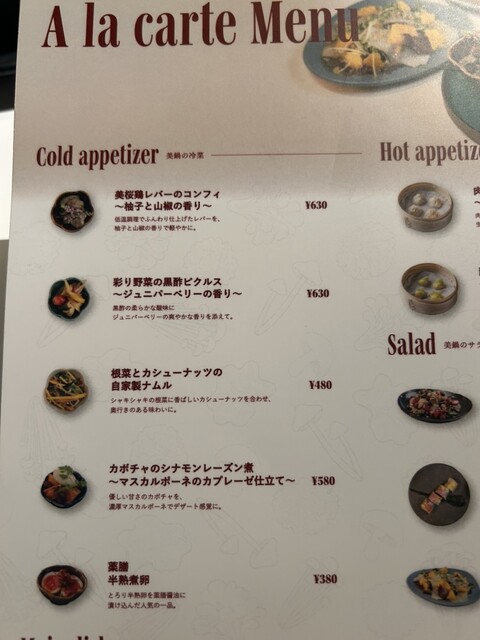 A la carte Menu
Cold appetizer 美鍋の冷菜
美桜鶏レバーのコンフィ
〜柚子と山椒の香り〜
¥630
低温調理でふんわり仕上げたレバーを、
柚子と山椒の香りで軽やかに。
彩り野菜の黒酢ピクルス
〜ジュニパーベリーの香り〜
¥630
黒酢の柔らかな酸味に
ジュニパーベリーの爽やかな香りを添えて。
根菜とカシューナッツの
自家製ナムル
¥480
シャキシャキの根菜に香ばしいカシューナッツを合わせ、
奥行きのある味わいに。
カボチャのシナモンレーズン煮
〜マスカルポーネのカプレーゼ仕立て〜
¥580
優しい甘さのカボチャを、
濃厚マスカルポーネでデザート感覚に。
薬膳
半熟煮卵
¥380
とろり半熟卵を薬膳醤油に
漬け込んだ人気の一品。
Hot appetiz
Salad 美鍋のサラ